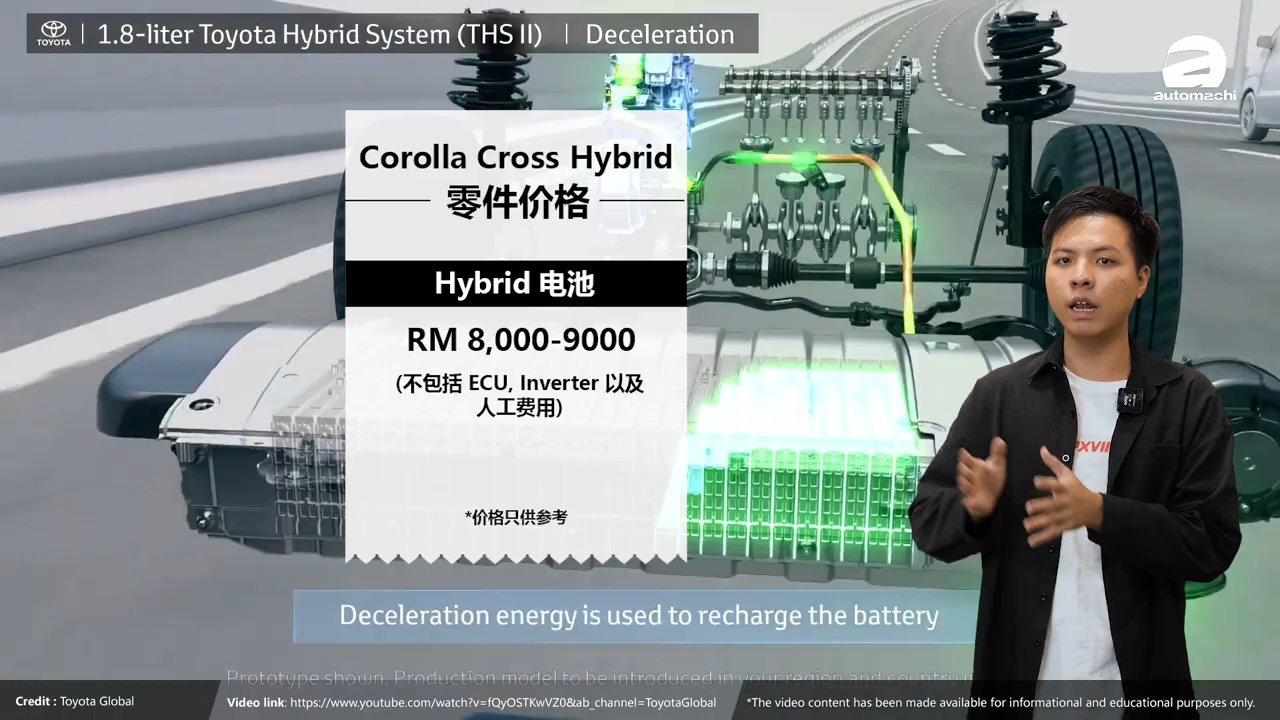 TOYOTA
1.8-liter Toyota Hybrid System (THS II) | Deceleration
automachi
Corolla Cross Hybrid
零件价格
Hybrid 电池
RM 8,000-9000
(不包括 ECU, Inverter 以及
人工费用)
*价格只供参考
Deceleration energy is used to recharge the battery
Prototype shown. Production model to be introduced in your region and country
Credit : Toyota Global
Video link: https://www.youtube.com/watch?v=fQyOSTKwVZ0&ab_channel=ToyotaGlobal
*The video content has been made available for informational and educational purposes only.